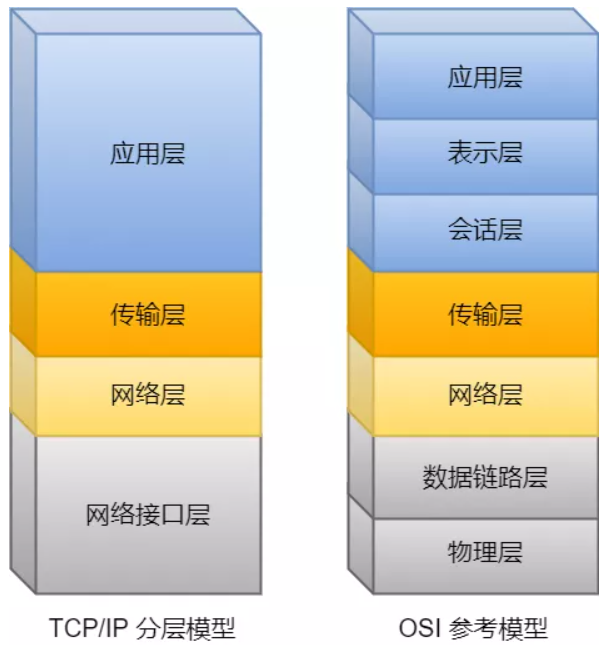 应用层
传输层
网络层
网络接口层
TCP/IP 分层模型
应用层
表示层
会话层
传输层
网络层
数据链路层
物理层
OSI 参考模型